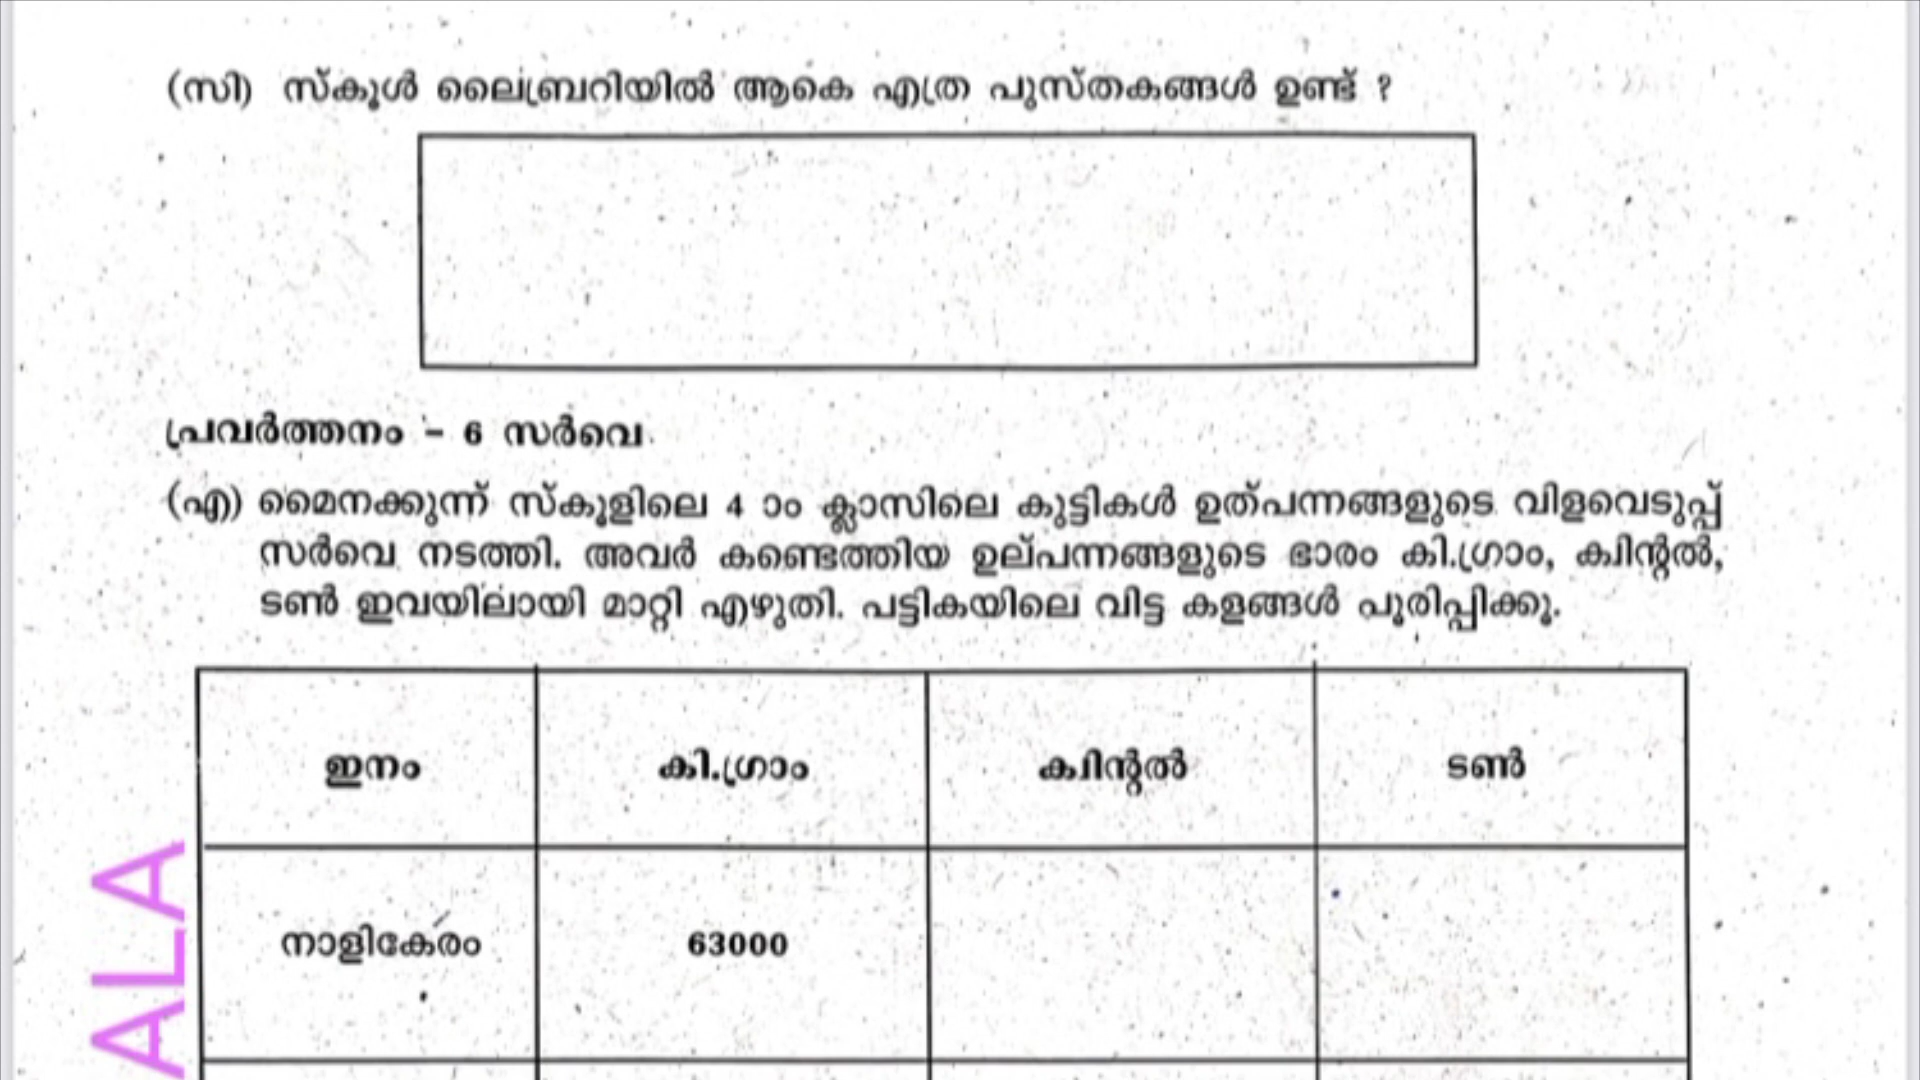 (സി) സ്കൂൾ ലൈബ്രറിയിൽ ആകെ എത്ര പുസ്തകങ്ങൾ ഉണ്ട് ?
പ്രവർത്തനം - 6 സർവെ
(എ) മൈനക്കുന്ന് സ്കൂളിലെ 4 ാം ക്ലാസിലെ കുട്ടികൾ ഉത്പന്നങ്ങളുടെ വിളവെടുപ്പ്
സർവെ നടത്തി. അവർ കണ്ടെത്തിയ ഉല്പന്നങ്ങളുടെ ഭാരം കി.ഗ്രാം, ക്വിന്റൽ,
ടൺ ഇവയിലായി മാറ്റി എഴുതി. പട്ടികയിലെ വിട്ട കളങ്ങൾ പൂരിപ്പിക്കൂ.
ഇനം കി.ഗ്രാം ക്വിന്റൽ ടൺ
നാളികേരം 63000
ALA